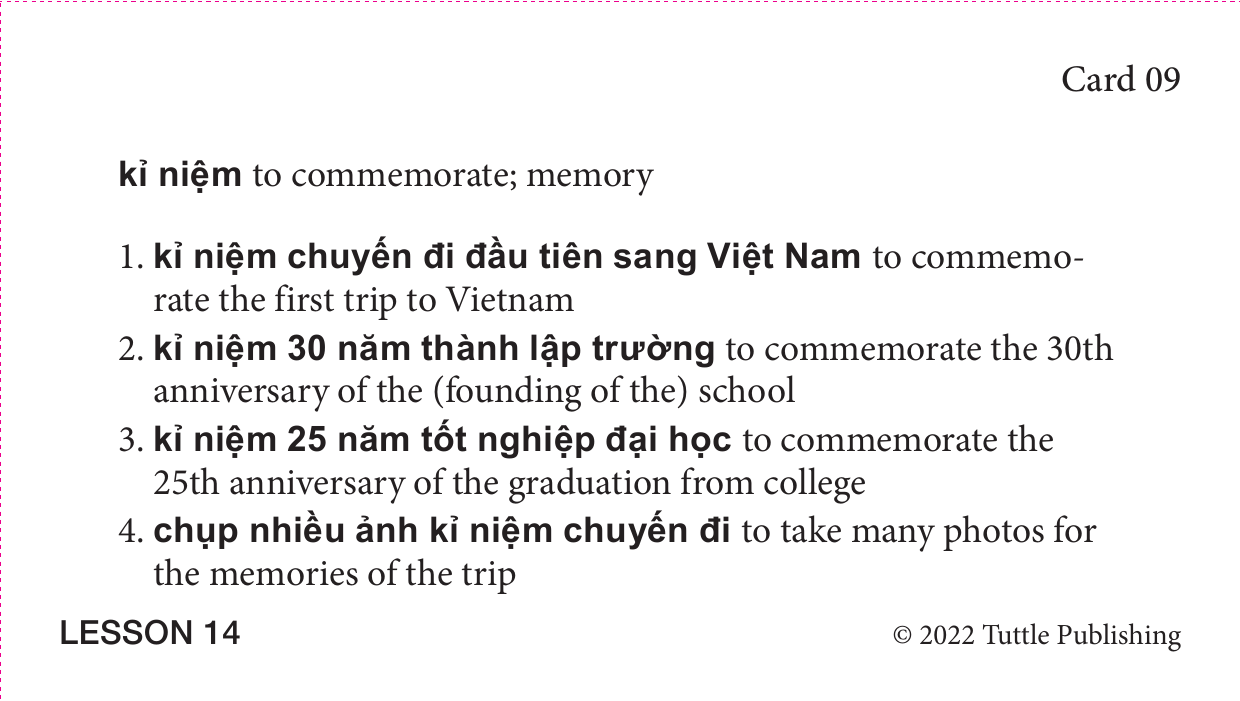 Card 09
kỉ niệm to commemorate; memory
1. kỉ niệm chuyến đi đầu tiên sang Việt Nam to commemo-
rate the first trip to Vietnam
2. kỉ niệm 30 năm thành lập trường to commemorate the 30th
anniversary of the (founding of the) school
3. kỉ niệm 25 năm tốt nghiệp đại học to commemorate the
25th anniversary of the graduation from college
4. chụp nhiều ảnh kỉ niệm chuyến đi to take many photos for
the memories of the trip
LESSON 14
© 2022 Tuttle Publishing